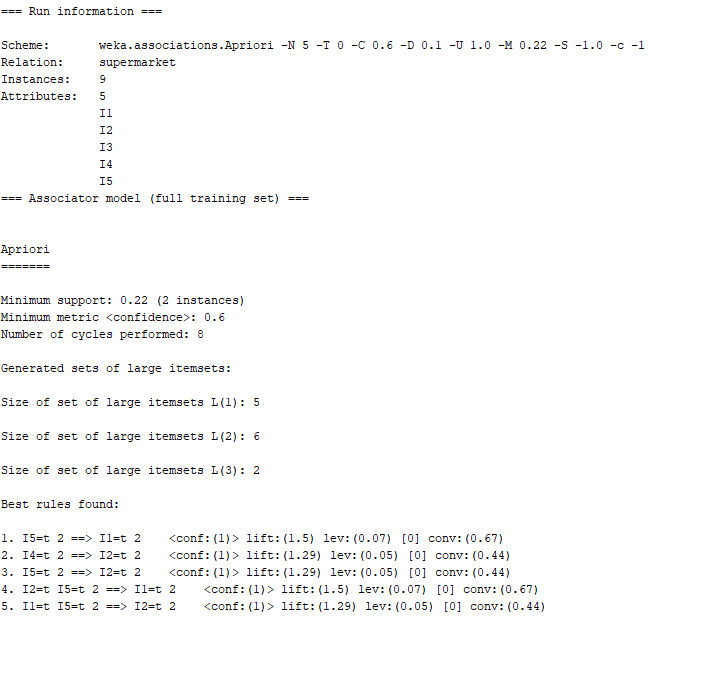 === Run information ===
Scheme: weka.associations.Apriori -N 5 -T 0 -C 0.6 -D 0.1 -U 1.0 -M 0.22 -S -1.0 -c -1
Relation: supermarket
Instances: 9
Attributes: 5
I1
I2
I3
I4
I5
=== Associator model (full training set) ===
Apriori
=======
Minimum support: 0.22 (2 instances)
Minimum metric <confidence>: 0.6
Number of cycles performed: 8
Generated sets of large itemsets:
Size of set of large itemsets L(1): 5
Size of set of large itemsets L(2): 6
Size of set of large itemsets L(3): 2
Best rules found:
1. I5=t 2 ==> I1=t 2 <conf:(1)> lift:(1.5) lev:(0.07) [0] conv:(0.67)
2. I4=t 2 ==> I2=t 2 <conf:(1)> lift:(1.29) lev:(0.05) [0] conv:(0.44)
3. I5=t 2 ==> I2=t 2 <conf:(1)> lift:(1.29) lev:(0.05) [0] conv:(0.44)
4. I2=t I5=t 2 ==> I1=t 2 <conf:(1)> lift:(1.5) lev:(0.07) [0] conv:(0.67)
5. I1=t I5=t 2 ==> I2=t 2 <conf:(1)> lift:(1.29) lev:(0.05) [0] conv:(0.44)